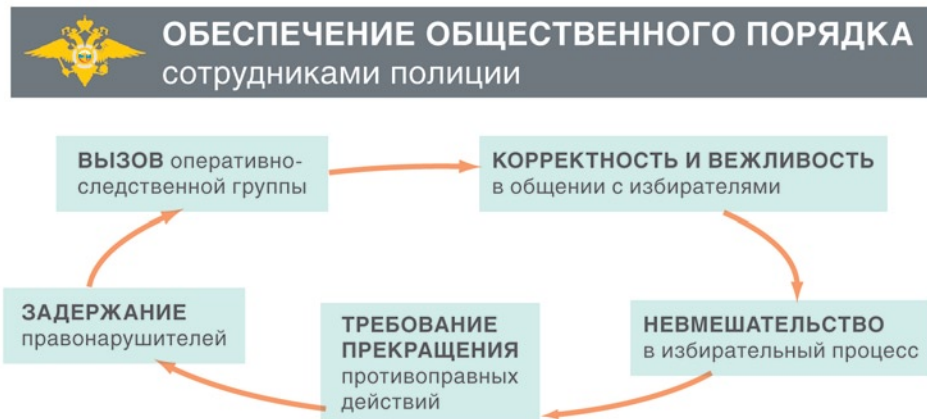 ОБЕСПЕЧЕНИЕ ОБЩЕСТВЕННОГО ПОРЯДКА
сотрудниками полиции
ВЫЗОВ оперативно-
следственной группы
КОРРЕКТНОСТЬ И ВЕЖЛИВОСТЬ
в общении с избирателями
ЗАДЕРЖАНИЕ
правонарушителей
ТРЕБОВАНИЕ
ПРЕКРАЩЕНИЯ
противоправных
действий
НЕВМЕШАТЕЛЬСТВО
в избирательный процесс